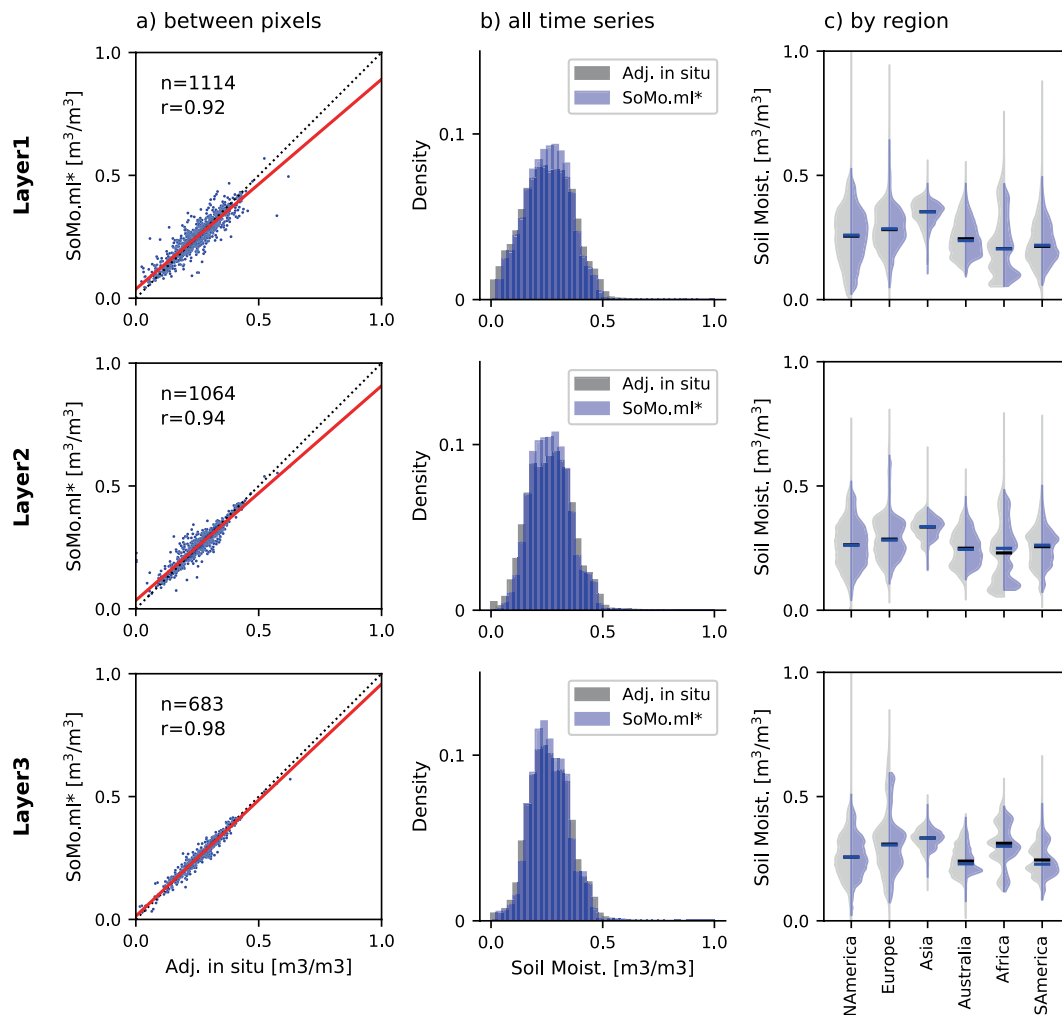 a) between pixels
b) all time series
c) by region
Layer1
SoMo.ml* [m³/m³]
1.0
0.5
0.0
n=1114
r=0.92
0.0
0.5
1.0
Density
0.1
0
Adj. in situ
SoMo.ml*
0.0
0.5
1.0
Soil Moist. [m³/m³]
1.0
0.5
0.0
Layer2
SoMo.ml* [m³/m³]
1.0
0.5
0.0
n=1064
r=0.94
0.0
0.5
1.0
Density
0.1
0
Adj. in situ
SoMo.ml*
0.0
0.5
1.0
Soil Moist. [m³/m³]
1.0
0.5
0.0
Layer3
SoMo.ml* [m³/m³]
1.0
0.5
0.0
n=683
r=0.98
0.0
0.5
1.0
Adj. in situ [m3/m3]
Density
0.1
0
Adj. in situ
SoMo.ml*
0.0
0.5
1.0
Soil Moist. [m3/m3]
Soil Moist. [m³/m³]
1.0
0.5
0.0
NAmerica
Europe
Asia
Australia
Africa
SAmerica